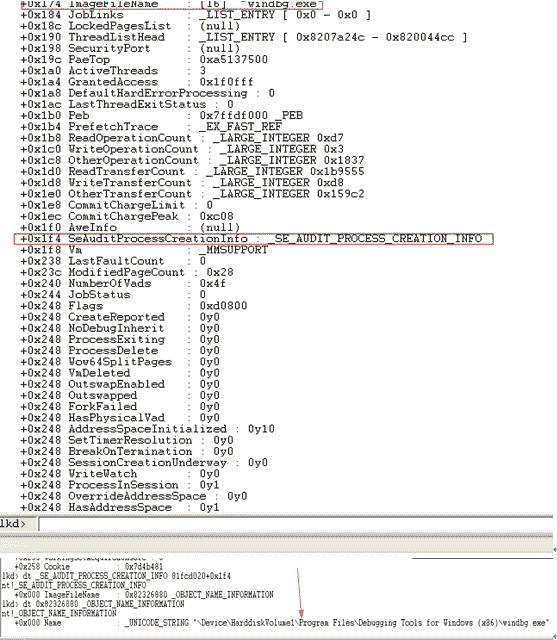 +0x174 ImageFileName : [16] "windbg.exe"
+0x184 JobLinks : _LIST_ENTRY [ 0x0 - 0x0 ]
+0x18c LockedPagesList : (null)
+0x190 ThreadListHead : _LIST_ENTRY [ 0x8207a24c - 0x820044cc ]
+0x198 SecurityPort : (null)
+0x19c PaeTop : 0xa5137500
+0x1a0 ActiveThreads : 3
+0x1a4 GrantedAccess : 0x1f0fff
+0x1a8 DefaultHardErrorProcessing : 0
+0x1ac LastThreadExitStatus : 0
+0x1b0 Peb : 0x7ffdf000 _PEB
+0x1b4 PrefetchTrace : _EX_FAST_REF
+0x1b8 ReadOperationCount : _LARGE_INTEGER 0xd7
+0x1c0 WriteOperationCount : _LARGE_INTEGER 0x3
+0x1c8 OtherOperationCount : _LARGE_INTEGER 0x1837
+0x1d0 ReadTransferCount : _LARGE_INTEGER 0x1b9555
+0x1d8 WriteTransferCount : _LARGE_INTEGER 0xd8
+0x1e0 OtherTransferCount : _LARGE_INTEGER 0x159c2
+0x1e8 CommitChargeLimit : 0
+0x1ec CommitChargePeak : 0xc08
+0x1f0 AweInfo : (null)
+0x1f4 SeAuditProcessCreationInfo : _SE_AUDIT_PROCESS_CREATION_INFO
+0x1f8 Vm : _MMSUPPORT
+0x238 LastFaultCount : 0
+0x23c ModifiedPageCount : 0x28
+0x240 NumberOfVads : 0x4f
+0x244 JobStatus : 0
+0x248 Flags : 0xd0800
+0x248 CreateReported : 0y0
+0x248 NoDebugInherit : 0y0
+0x248 ProcessExiting : 0y0
+0x248 ProcessDelete : 0y0
+0x248 Wow64SplitPages : 0y0
+0x248 VmDeleted : 0y0
+0x248 OutswapEnabled : 0y0
+0x248 Outswapped : 0y0
+0x248 ForkFailed : 0y0
+0x248 HasPhysicalVad : 0y0
+0x248 AddressSpaceInitialized : 0y10
+0x248 SetTimerResolution : 0y0
+0x248 BreakOnTermination : 0y0
+0x248 SessionCreationUnderway : 0y0
+0x248 WriteWatch : 0y0
+0x248 ProcessInSession : 0y1
+0x248 OverrideAddressSpace : 0y0
+0x248 HasAddressSpace : 0y1
lkd>
+0x258 Cookie : 0x7d4b481
lkd> dt _SE_AUDIT_PROCESS_CREATION_INFO 81fcd020+0x1f4
nt!_SE_AUDIT_PROCESS_CREATION_INFO
+0x000 ImageFileName : 0x82326880 _OBJECT_NAME_INFORMATION
lkd> dt 0x82326880 _OBJECT_NAME_INFORMATION
nt!_OBJECT_NAME_INFORMATION
+0x000 Name : _UNICODE_STRING "\Device\HarddiskVolume1\Program Files\Debugging Tools for Windows (x86)\windbg.exe"